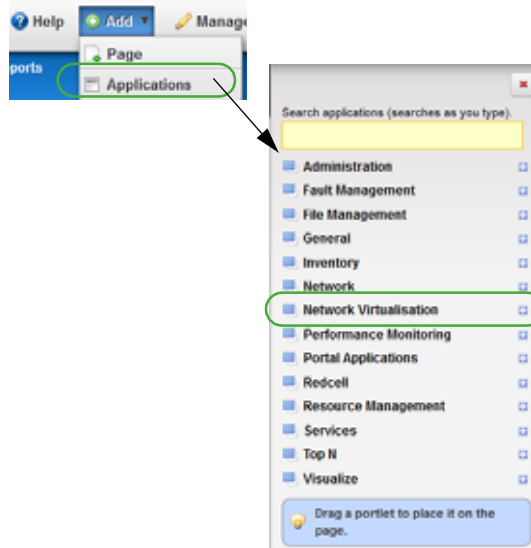 Help Add Manage
ports
Page
Applications
Search applications (searches as you type).
Administration
Fault Management
File Management
General
Inventory
Network
Network Virtualisation
Performance Monitoring
Portal Applications
Redcell
Resource Management
Services
Top N
Visualize
Drag a portlet to place it on the
page.